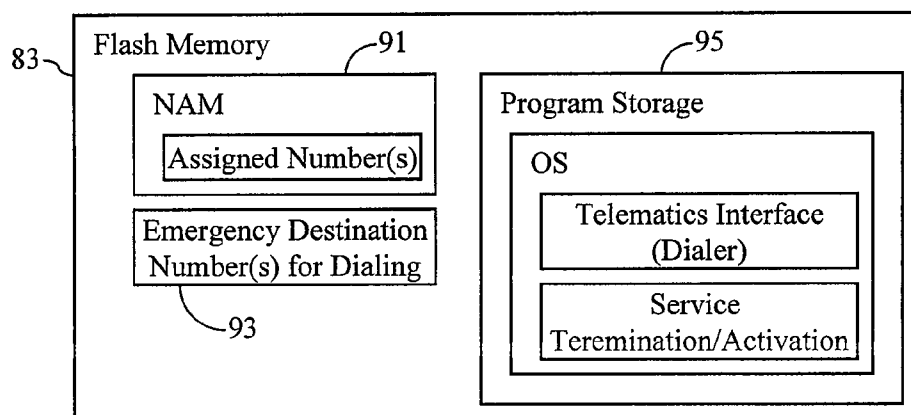 Flash Memory
83
91
NAM
Assigned Number(s)
Emergency Destination
Number(s) for Dialing
93
95
Program Storage
OS
Telematics Interface
(Dialer)
Service
Teremination/Activation